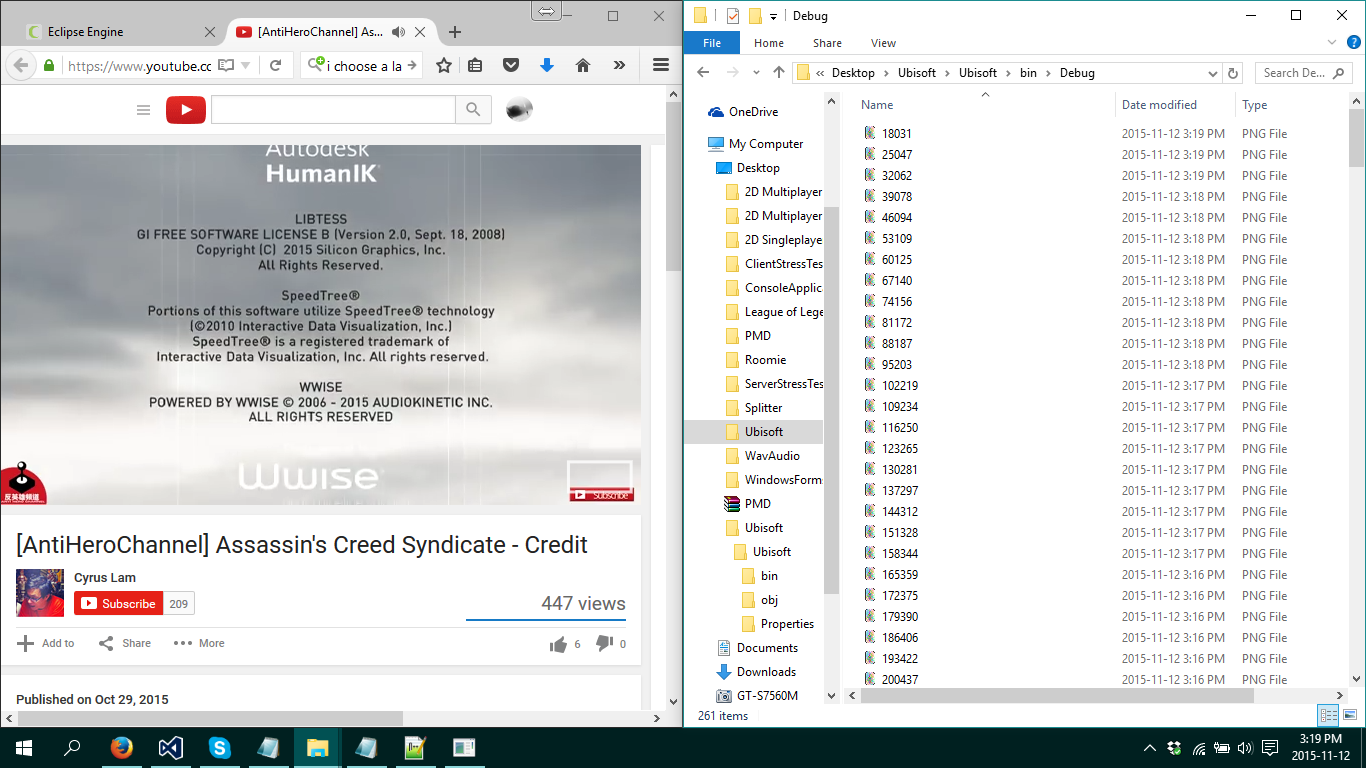 Eclipse Engine
[AntiHeroChannel] As...
https://www.youtube.cc
i choose a la
Autodesk
HumanIK
LIBTESS
GI FREE SOFTWARE LICENSE B (Version 2.0, Sept. 18, 2008)
Copyright (C) 2015 Silicon Graphics, Inc.
All Rights Reserved.
SpeedTree®
Portions of this software utilize SpeedTree® technology
(©2010 Interactive Data Visualization, Inc.)
SpeedTree® is a registered trademark of
Interactive Data Visualization, Inc. All rights reserved.
WWISE
POWERED BY WWISE © 2006 - 2015 AUDIOKINETIC INC.
ALL RIGHTS RESERVED
wwise
反英雄頻道
Subscribe
[AntiHeroChannel] Assassin's Creed Syndicate - Credit
Cyrus Lam
Subscribe 209
447 views
Add to Share More 6 0
Published on Oct 29, 2015
Debug
File Home Share View
« Desktop Ubisoft Ubisoft bin Debug
Search De...
OneDrive
My Computer
Desktop
2D Multiplayer
2D Multiplayer
2D Singleplaye
ClientStressTes
ConsoleApplic
League of Lege
PMD
Roomie
ServerStressTes
Splitter
Ubisoft
WavAudio
WindowsForm
PMD
Ubisoft
Ubisoft
bin
obj
Properties
Documents
Downloads
GT-S7560M
Name Date modified Type
18031 2015-11-12 3:19 PM PNG File
25047 2015-11-12 3:19 PM PNG File
32062 2015-11-12 3:19 PM PNG File
39078 2015-11-12 3:18 PM PNG File
46094 2015-11-12 3:18 PM PNG File
53109 2015-11-12 3:18 PM PNG File
60125 2015-11-12 3:18 PM PNG File
67140 2015-11-12 3:18 PM PNG File
74156 2015-11-12 3:18 PM PNG File
81172 2015-11-12 3:18 PM PNG File
88187 2015-11-12 3:18 PM PNG File
95203 2015-11-12 3:18 PM PNG File
102219 2015-11-12 3:17 PM PNG File
109234 2015-11-12 3:17 PM PNG File
116250 2015-11-12 3:17 PM PNG File
123265 2015-11-12 3:17 PM PNG File
130281 2015-11-12 3:17 PM PNG File
137297 2015-11-12 3:17 PM PNG File
144312 2015-11-12 3:17 PM PNG File
151328 2015-11-12 3:17 PM PNG File
158344 2015-11-12 3:17 PM PNG File
165359 2015-11-12 3:16 PM PNG File
172375 2015-11-12 3:16 PM PNG File
179390 2015-11-12 3:16 PM PNG File
186406 2015-11-12 3:16 PM PNG File
193422 2015-11-12 3:16 PM PNG File
200437 2015-11-12 3:16 PM PNG File
261 items
3:19 PM
2015-11-12